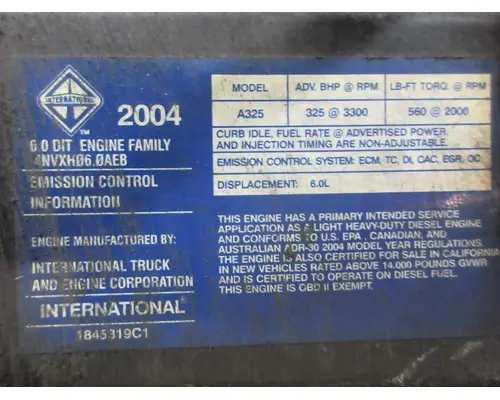 INTERNATIONAL
™
2004
6.0 DIT ENGINE FAMILY
4NVXH06.0AEB
EMISSION CONTROL
INFORMATION
ENGINE MANUFACTURED BY:
INTERNATIONAL TRUCK
AND ENGINE CORPORATION
INTERNATIONAL
1845319C1
MODEL ADV. BHP @ RPM LB-FT TORQ. @ RPM
A325 325 @ 3300 560 @ 2000
CURB IDLE, FUEL RATE @ ADVERTISED POWER,
AND INJECTION TIMING ARE NON-ADJUSTABLE.
EMISSION CONTROL SYSTEM: ECM, TC, DI, CAC, EGR, OC
DISPLACEMENT: 6.0L
THIS ENGINE HAS A PRIMARY INTENDED SERVICE
APPLICATION AS A LIGHT HEAVY-DUTY DIESEL ENGINE
AND CONFORMS TO U.S. EPA, CANADIAN, AND
AUSTRALIAN ADR-30 2004 MODEL YEAR REGULATIONS.
THE ENGINE IS ALSO CERTIFIED FOR SALE IN CALIFORNIA
IN NEW VEHICLES RATED ABOVE 14,000 POUNDS GVWR
AND IS CERTIFIED TO OPERATE ON DIESEL FUEL.
THIS ENGINE IS OBD II EXEMPT.